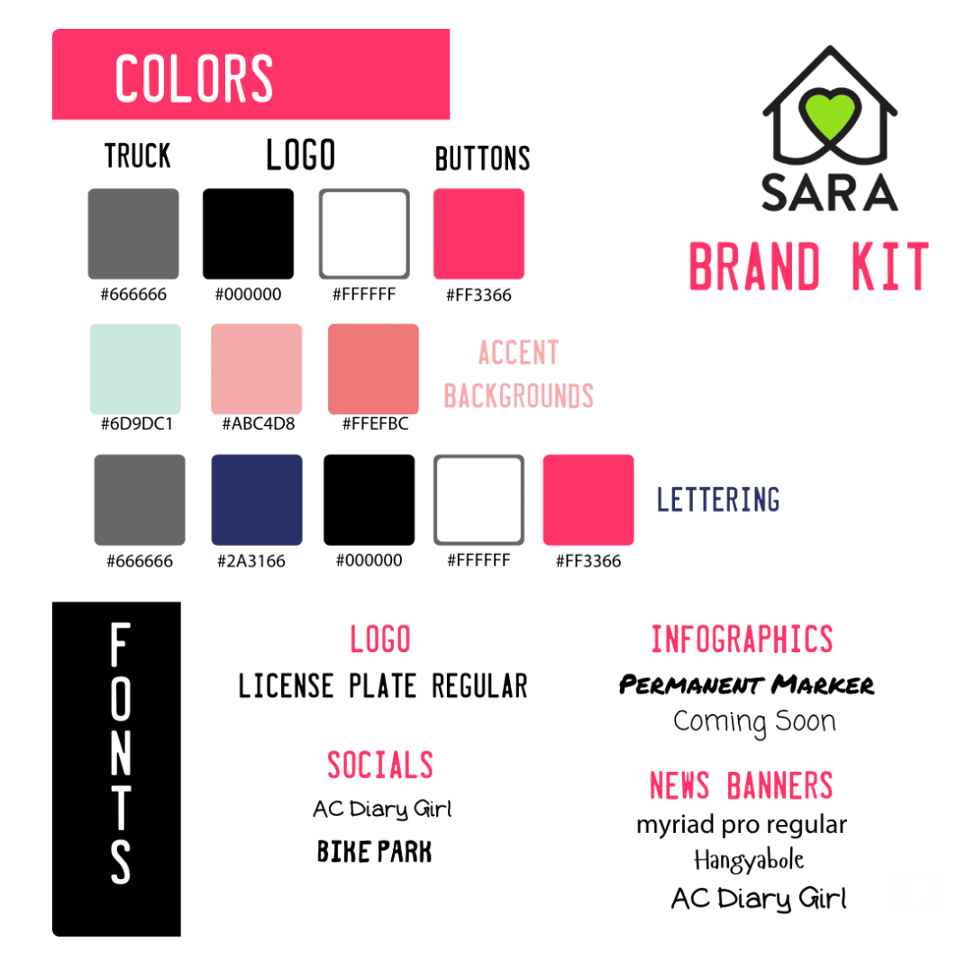 COLORS
SARA
BRAND KIT
TRUCK LOGO BUTTONS
#666666 #000000 #FFFFFF #FF3366
ACCENT
BACKGROUNDS
#6D9DC1 #ABC4D8 #FFEFBC
LETTERING
#666666 #2A3166 #000000 #FFFFFF #FF3366
FONTS
LOGO
LICENSE PLATE REGULAR
SOCIALS
AC Diary Girl
BIKE PARK
INFOGRAPHICS
PERMANENT MARKER
Coming Soon
NEWS BANNERS
myriad pro regular
Hangyabole
AC Diary Girl